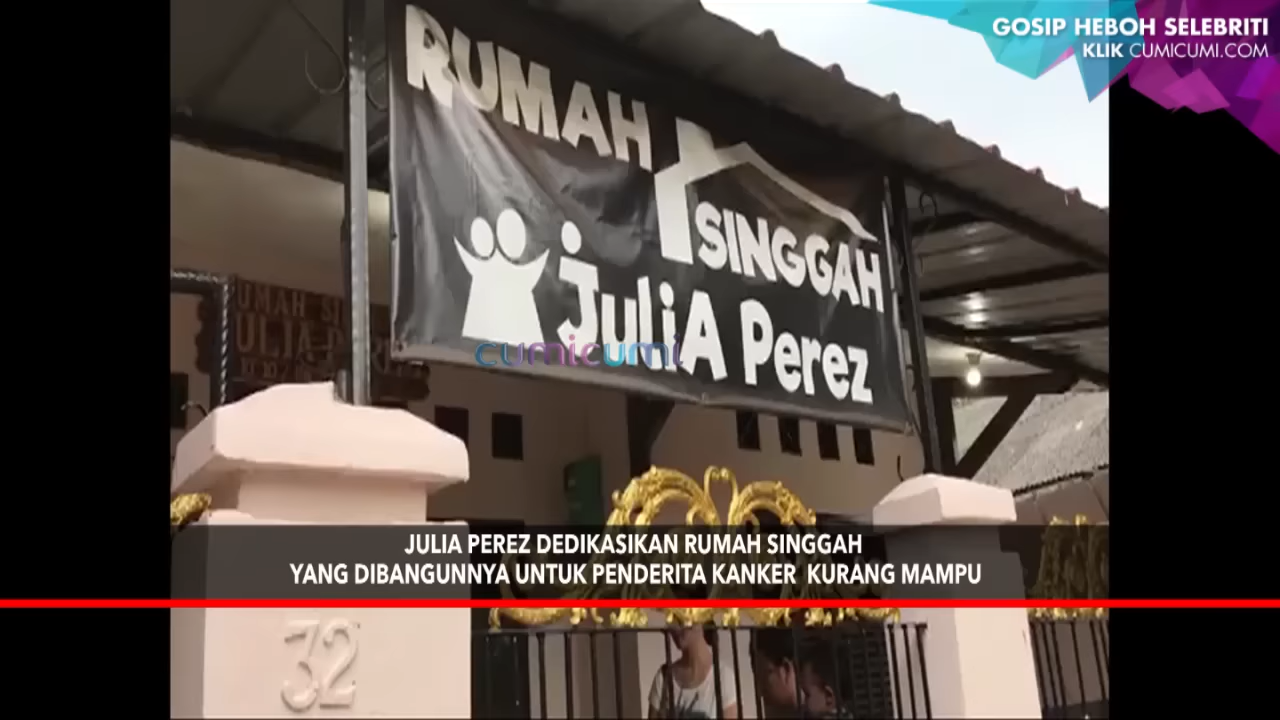 GOSIP HEBOH SELEBRITI
KLIK CUMICUMI.COM
RUMAH
SINGGAH
JuliA Perez
cumicumi
UMAH
JULIA PEREZ DEDIKASIKAN RUMAH SINGGAH
YANG DIBANGUNNYA UNTUK PENDERITA KANKER KURANG MAMPU
32